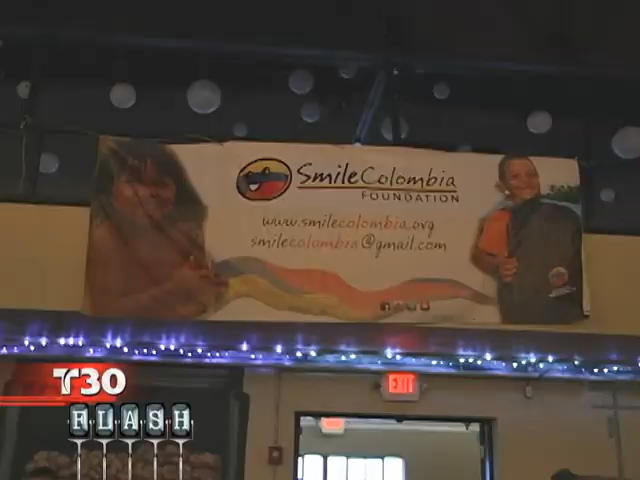 SmileColombia
FOUNDATION
www.smilecolombia.org
smilecolombia@gmail.com
EXIT
T30
FLASH